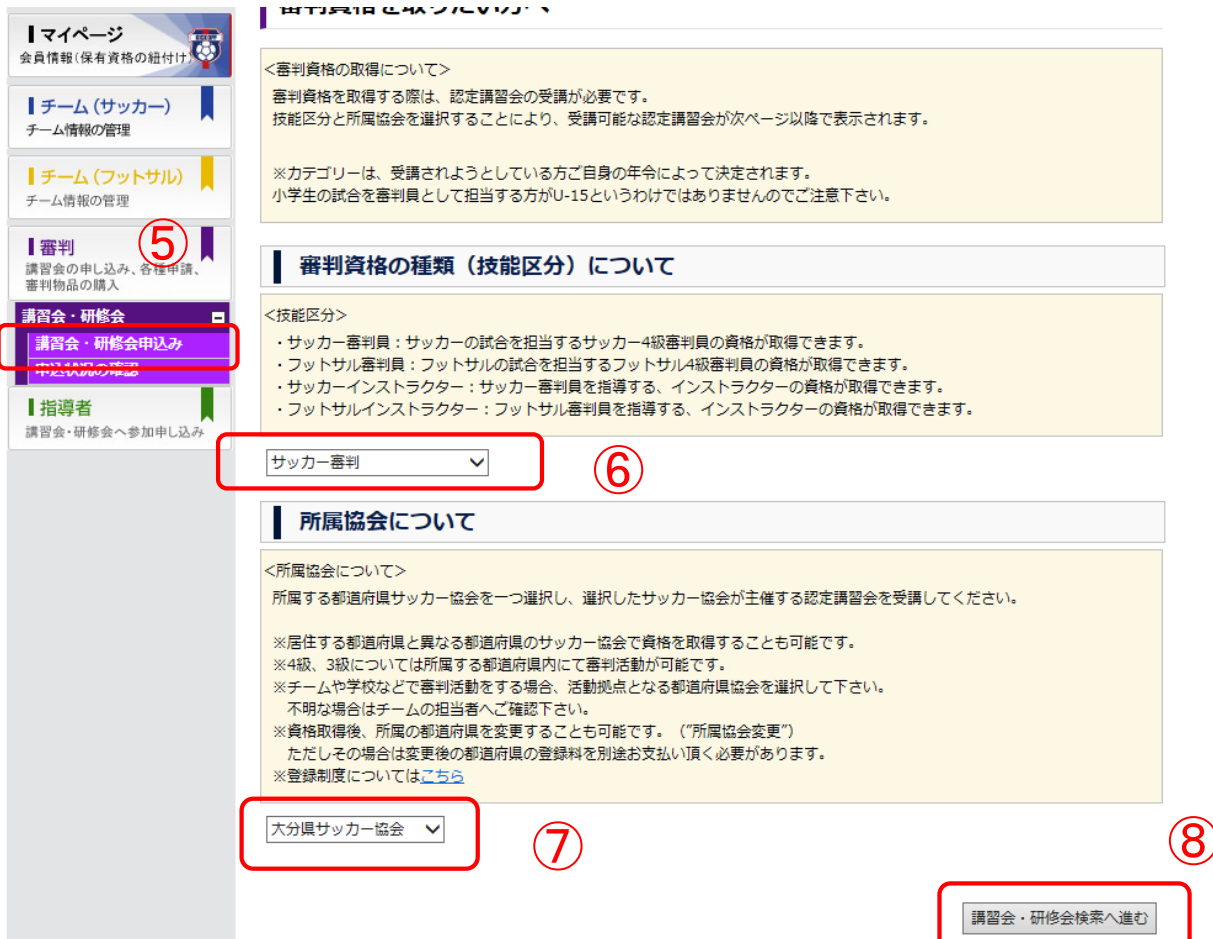 マイページ
会員情報(保有資格の紐付け)
チーム(サッカー)
チーム情報の管理
チーム(フットサル)
チーム情報の管理
審判
⑤
講習会の申し込み、各種申請、
審判物品の購入
講習会・研修会
講習会・研修会申込み
申込状況の確認
指導者
講習会・研修会へ参加申し込み
審判資格を取りたい方へ
<審判資格の取得について>
審判資格を取得する際は、認定講習会の受講が必要です。
技能区分と所属協会を選択することにより、受講可能な認定講習会が次ページ以降で表示されます。
※カテゴリーは、受講されようとしている方ご自身の年令によって決定されます。
小学生の試合を審判員として担当する方がU-15というわけではありませんのでご注意下さい。
審判資格の種類(技能区分)について
<技能区分>
・サッカー審判員:サッカーの試合を担当するサッカー4級審判員の資格が取得できます。
・フットサル審判員:フットサルの試合を担当するフットサル4級審判員の資格が取得できます。
・サッカーインストラクター:サッカー審判員を指導する、インストラクターの資格が取得できます。
・フットサルインストラクター:フットサル審判員を指導する、インストラクターの資格が取得できます。
サッカー審判
⑥
所属協会について
<所属協会について>
所属する都道府県サッカー協会を一つ選択し、選択したサッカー協会が主催する認定講習会を受講してください。
※居住する都道府県と異なる都道府県のサッカー協会で資格を取得することも可能です。
※4級、3級については所属する都道府県内にて審判活動が可能です。
※チームや学校などで審判活動をする場合、活動拠点となる都道府県協会を選択して下さい。
不明な場合はチームの担当者へご確認下さい。
※資格取得後、所属の都道府県を変更することも可能です。("所属協会変更")
ただしその場合は変更後の都道府県の登録料を別途お支払い頂く必要があります。
※登録制度についてはこちら
大分県サッカー協会
⑦
⑧
講習会・研修会検索へ進む